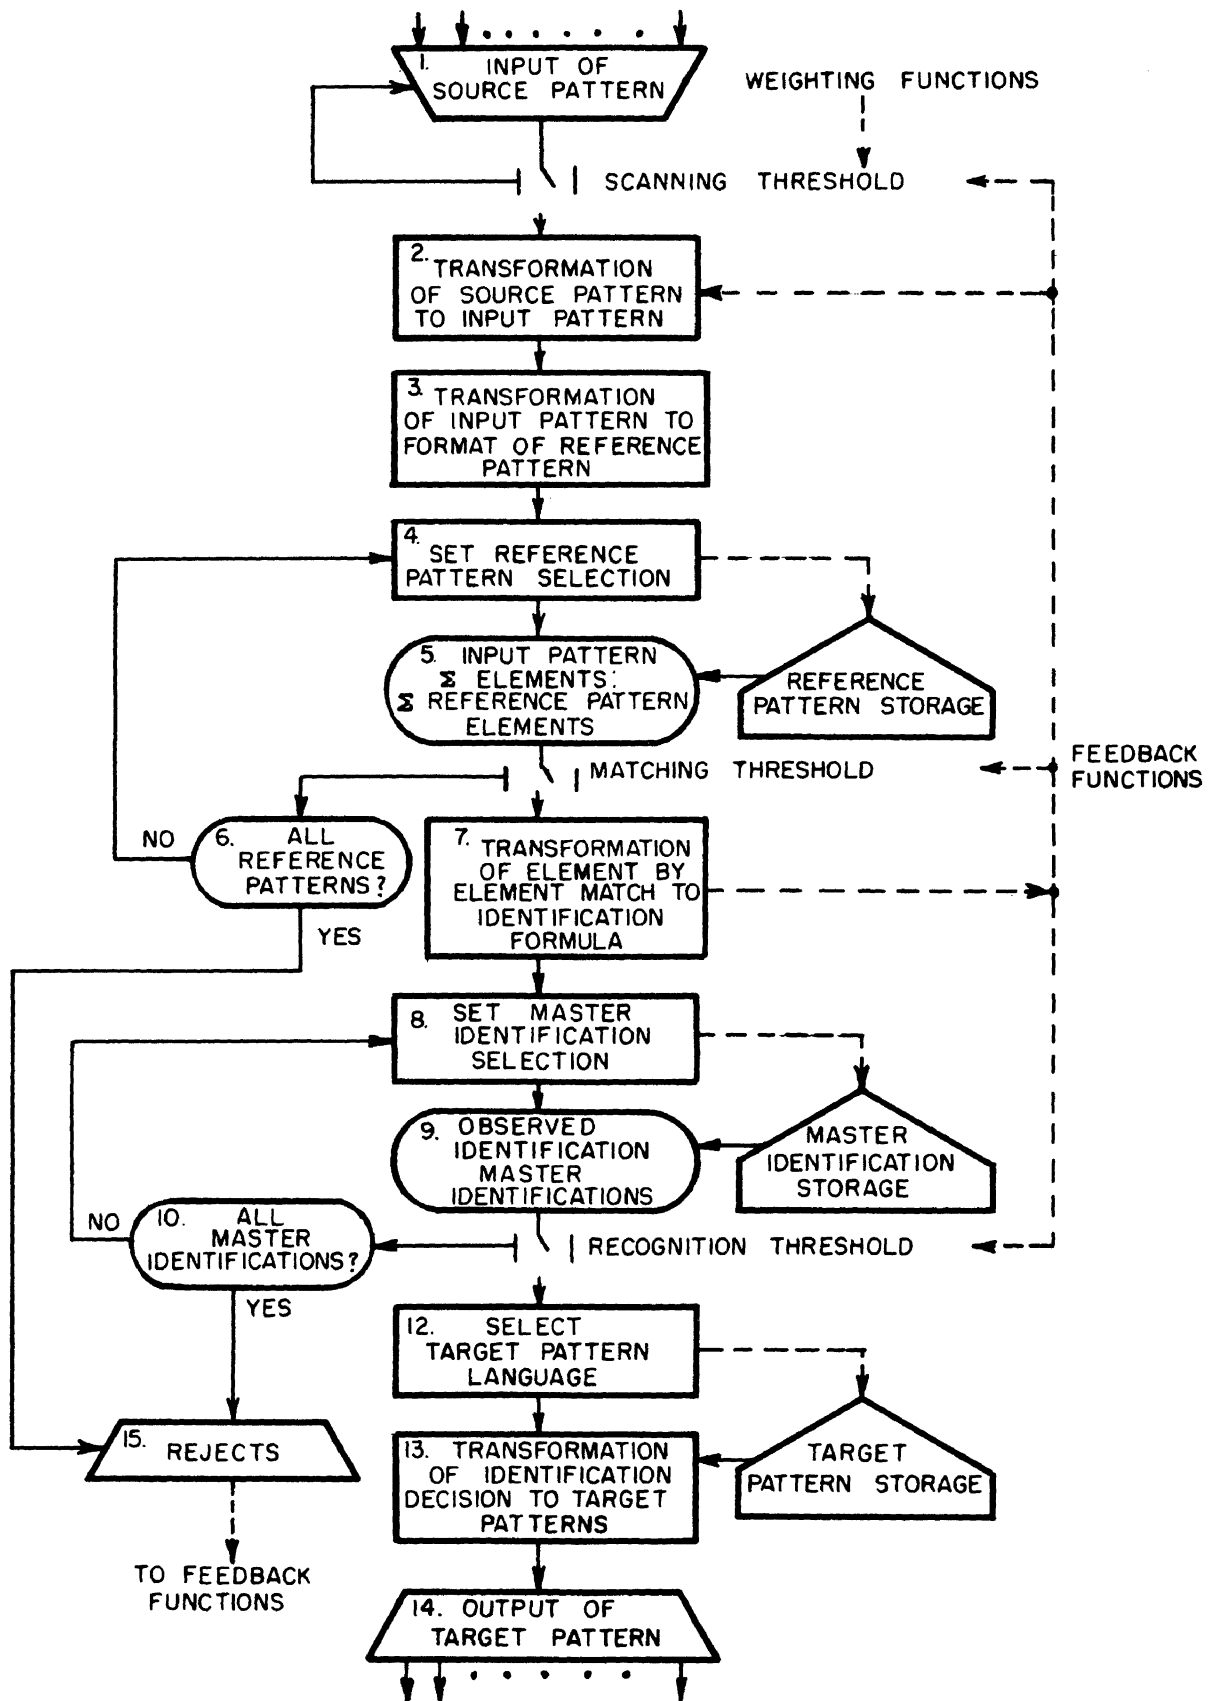 1. INPUT OF
SOURCE PATTERN
WEIGHTING FUNCTIONS
SCANNING THRESHOLD
2. TRANSFORMATION
OF SOURCE PATTERN
TO INPUT PATTERN
3. TRANSFORMATION
OF INPUT PATTERN TO
FORMAT OF REFERENCE
PATTERN
4. SET REFERENCE
PATTERN SELECTION
5. INPUT PATTERN
Σ ELEMENTS:
Σ REFERENCE PATTERN
ELEMENTS
REFERENCE
PATTERN STORAGE
MATCHING THRESHOLD
FEEDBACK
FUNCTIONS
6. ALL
REFERENCE
PATTERNS?
NO
YES
7. TRANSFORMATION
OF ELEMENT BY
ELEMENT MATCH TO
IDENTIFICATION
FORMULA
8. SET MASTER
IDENTIFICATION
SELECTION
9. OBSERVED
IDENTIFICATION
MASTER
IDENTIFICATIONS
MASTER
IDENTIFICATION
STORAGE
10. ALL
MASTER
IDENTIFICATIONS?
NO
YES
RECOGNITION THRESHOLD
12. SELECT
TARGET PATTERN
LANGUAGE
13. TRANSFORMATION
OF IDENTIFICATION
DECISION TO TARGET
PATTERNS
TARGET
PATTERN STORAGE
15. REJECTS
TO FEEDBACK
FUNCTIONS
14. OUTPUT OF
TARGET PATTERN